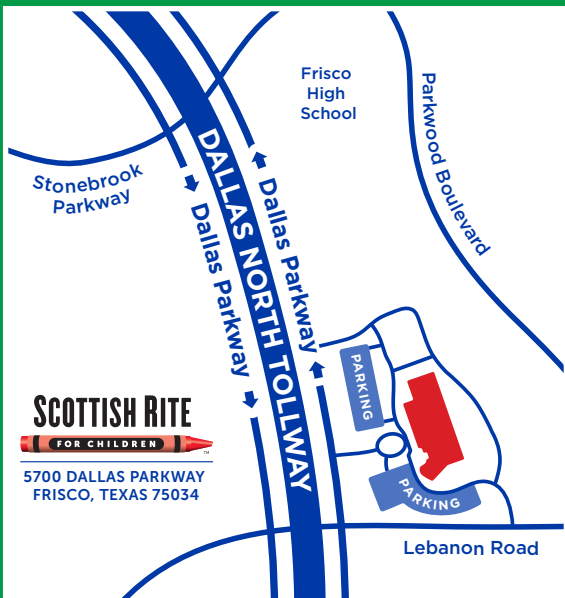 Frisco
High
School
Parkwood Boulevard
Stonebrook
Parkway
DALLAS NORTH TOLLWAY
Dallas Parkway
Dallas Parkway
PARKING
PARKING
SCOTTISH RITE
FOR CHILDREN
TM
5700 DALLAS PARKWAY
FRISCO, TEXAS 75034
Lebanon Road